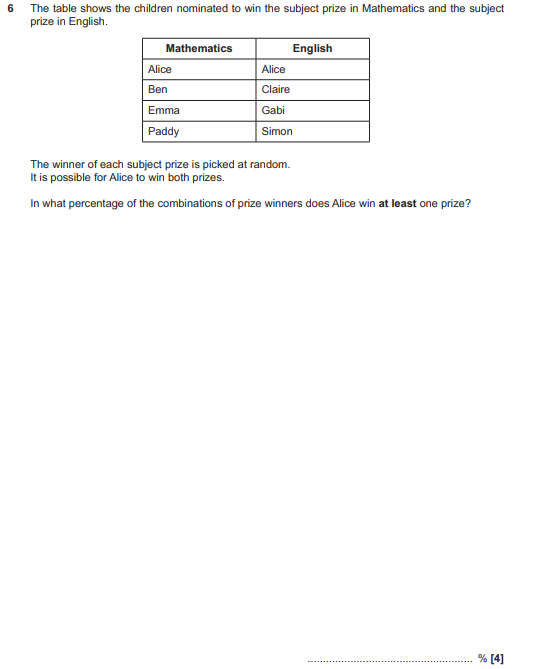 6 The table shows the children nominated to win the subject prize in Mathematics and the subject
prize in English.
Mathematics English
Alice Alice
Ben Claire
Emma Gabi
Paddy Simon
The winner of each subject prize is picked at random.
It is possible for Alice to win both prizes.
In what percentage of the combinations of prize winners does Alice win at least one prize?
....................................................... % [4]